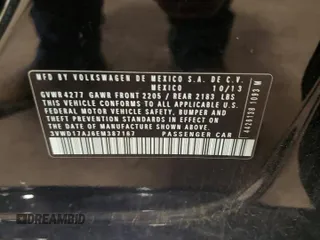 MFD BY VOLKSWAGEN DE MEXICO S.A. DE C.V.
MEXICO 10/13
GVWR 4277 GAWR FRONT 2205 / REAR 2183 LBS
THIS VEHICLE CONFORMS TO ALL APPLICABLE U.S.
FEDERAL MOTOR VEHICLE SAFETY, BUMPER AND
THEFT PREVENTION STANDARDS IN EFFECT ON THE
DATE OF MANUFACTURE SHOWN ABOVE.
PASSENGER CAR
DREAMBID